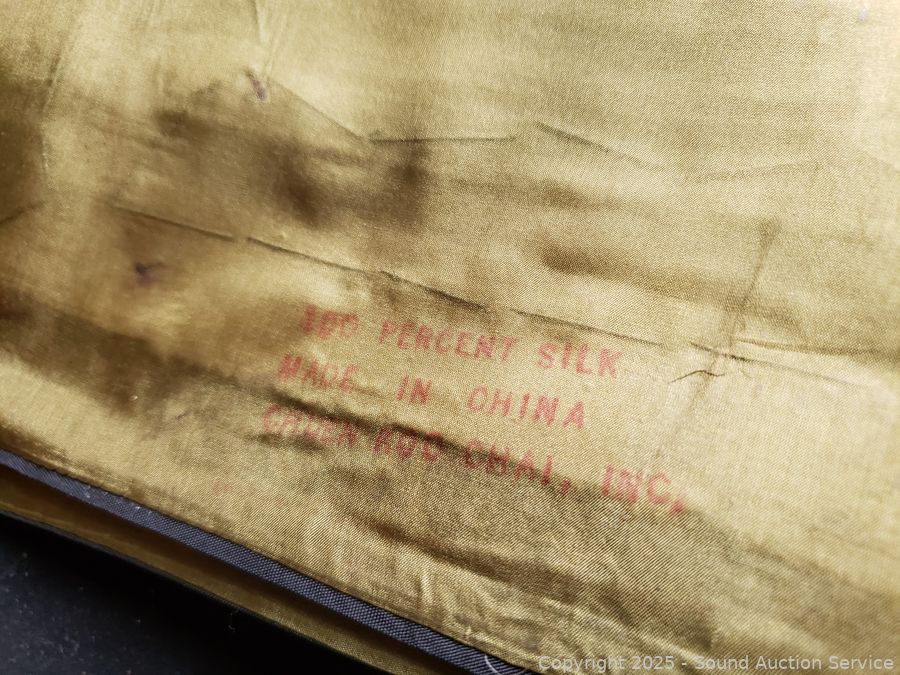 100 PERCENT SILK
MADE IN CHINA
CHAI, INC.
Copyright 2025 - Sound Auction Service